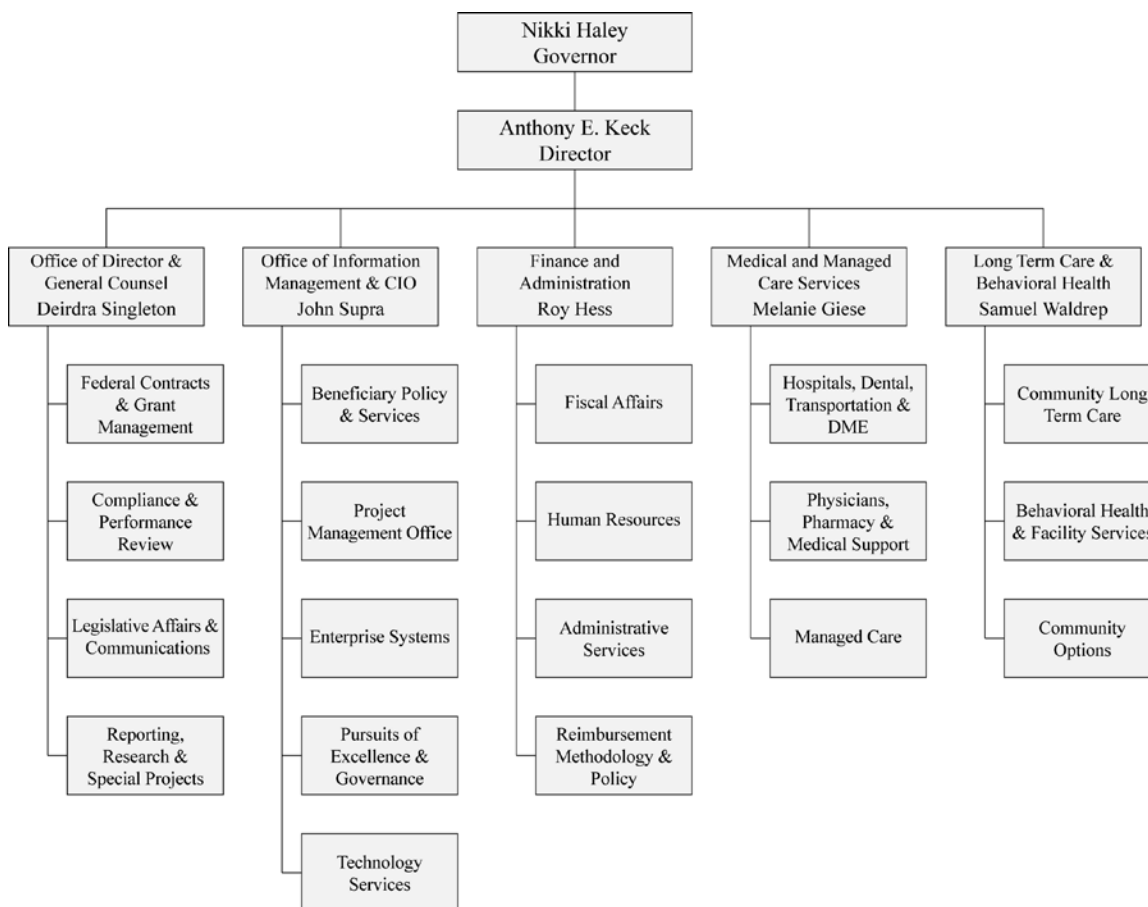 Nikki Haley
Governor
Anthony E. Keck
Director
Office of Director &
General Counsel
Deirdra Singleton
Office of Information
Management & CIO
John Supra
Finance and
Administration
Roy Hess
Medical and Managed
Care Services
Melanie Giese
Long Term Care &
Behavioral Health
Samuel Waldrep
Federal Contracts
& Grant
Management
Compliance &
Performance
Review
Legislative Affairs &
Communications
Reporting,
Research &
Special Projects
Beneficiary Policy
& Services
Project
Management Office
Enterprise Systems
Pursuits of
Excellence &
Governance
Technology
Services
Fiscal Affairs
Human Resources
Administrative
Services
Reimbursement
Methodology &
Policy
Hospitals, Dental,
Transportation &
DME
Physicians,
Pharmacy &
Medical Support
Managed Care
Community Long
Term Care
Behavioral Health
& Facility Services
Community
Options